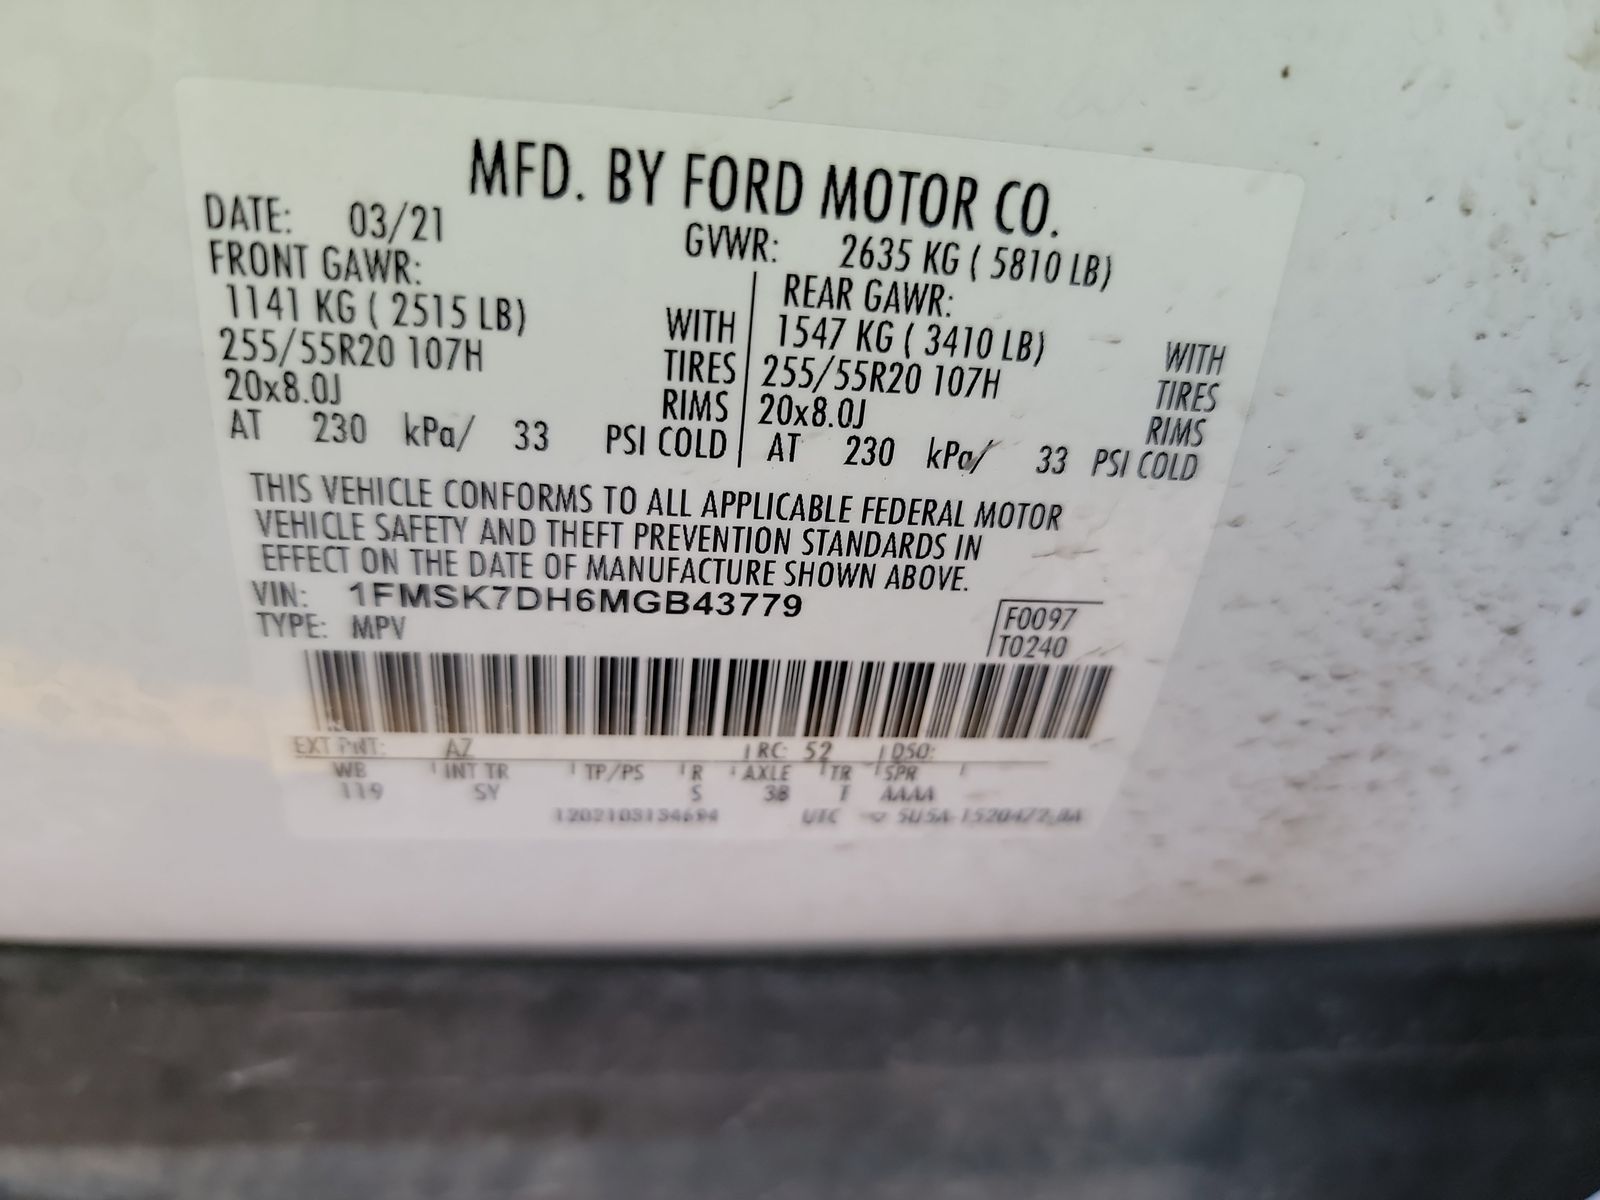 MFD. BY FORD MOTOR CO.
DATE: 03/21 GVWR: 2635 KG ( 5810 LB)
FRONT GAWR: REAR GAWR:
1141 KG ( 2515 LB) WITH 1547 KG ( 3410 LB) WITH
255/55R20 107H TIRES 255/55R20 107H TIRES
20x8.0J RIMS 20x8.0J RIMS
AT 230 kPa/ 33 PSI COLD AT 230 kPa/ 33 PSI COLD
THIS VEHICLE CONFORMS TO ALL APPLICABLE FEDERAL MOTOR
VEHICLE SAFETY AND THEFT PREVENTION STANDARDS IN
EFFECT ON THE DATE OF MANUFACTURE SHOWN ABOVE.
VIN: 1FMSK7DH6MGB43779
TYPE: MPV
F0097
T0240
EXT PNT: AZ RC: 52 DSO:
WB INT TR TP/PS R AXLE TR SPR
119 SY S 38 T AAAA
UTC